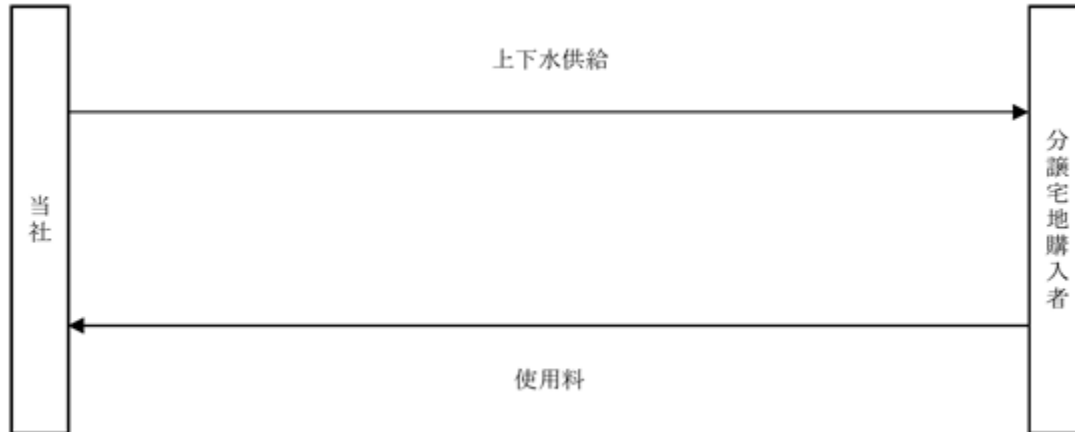 上下水供給
当社
分譲宅地購入者
使用料